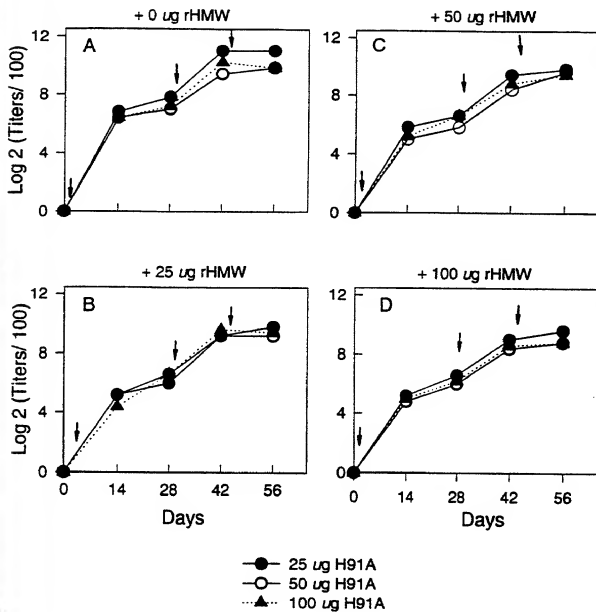 + 0 ug rHMW
A
12
8
4
0
Log 2 (Titers/ 100)
+ 50 ug rHMW
C
12
8
4
0
+ 25 ug rHMW
B
12
8
4
0
Log 2 (Titers/ 100)
0 14 28 42 56
Days
+ 100 ug rHMW
D
12
8
4
0
0 14 28 42 56
Days
25 ug H91A
50 ug H91A
100 ug H91A